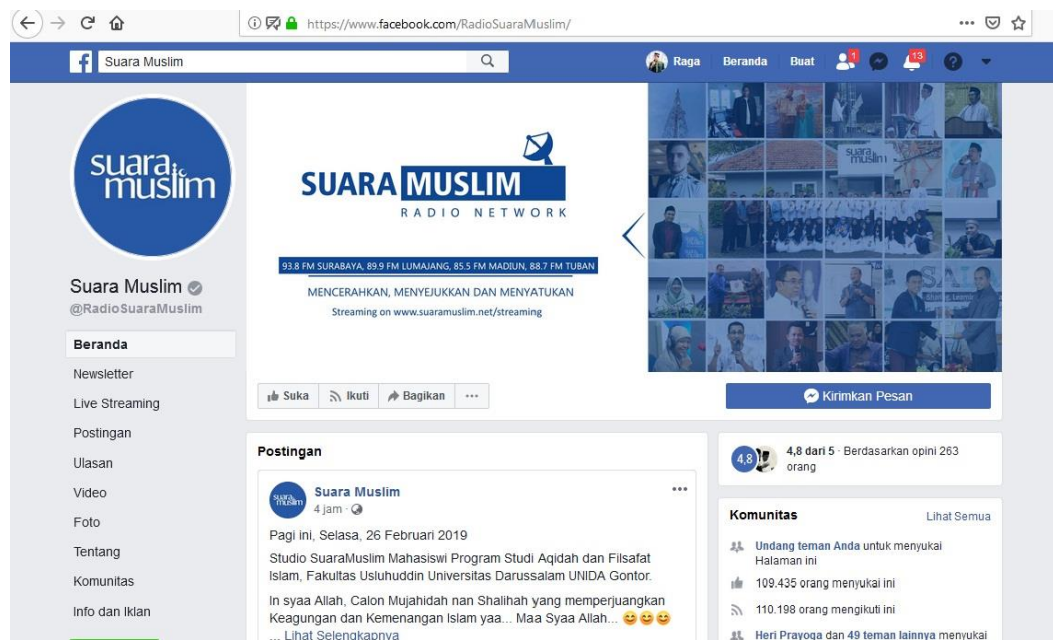 https://www.facebook.com/RadioSuaraMuslim/
Suara Muslim
Raga Beranda Buat 1 13
suara
muslim
SUARA MUSLIM
RADIO NETWORK
93.8 FM SURABAYA, 89.9 FM LUMAJANG, 85.5 FM MADIUN, 88.7 FM TUBAN
MENCERAHKAN, MENYEJUKKAN DAN MENYATUKAN
Streaming on www.suaramuslim.net/streaming
suara
muslim
Suara Muslim
@RadioSuaraMuslim
Beranda
Newsletter
Live Streaming
Postingan
Ulasan
Video
Foto
Tentang
Komunitas
Info dan Iklan
Suka Ikuti Bagikan
Kirimkan Pesan
Postingan
suara
muslim
Suara Muslim
4 jam ·
Pagi ini, Selasa, 26 Februari 2019
Studio SuaraMuslim Mahasiswi Program Studi Aqidah dan Filsafat
Islam, Fakultas Usluhuddin Universitas Darussalam UNIDA Gontor.
In syaa Allah, Calon Mujahidah nan Shalihah yang memperjuangkan
Keagungan dan Kemenangan Islam yaa... Maa Syaa Allah... 😊😊😊
... Lihat Selengkapnya
4,8
4,8 dari 5 · Berdasarkan opini 263
orang
Komunitas Lihat Semua
Undang teman Anda untuk menyukai
Halaman ini
109.435 orang menyukai ini
110.198 orang mengikuti ini
Heri Prayoga dan 49 teman lainnya menyukai